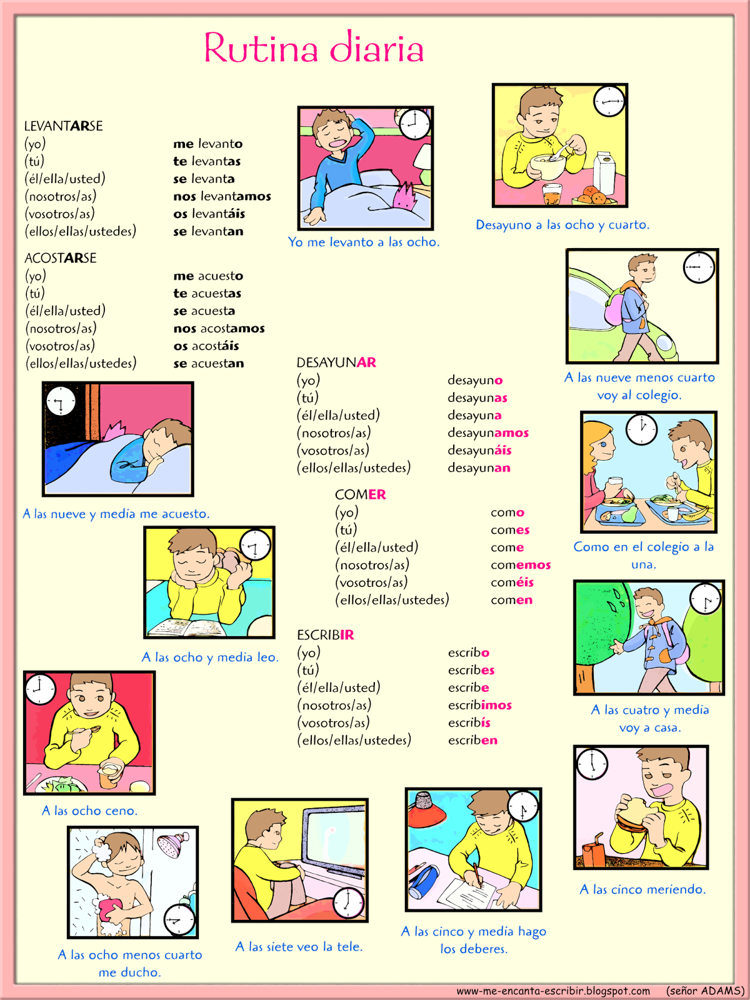 Rutina diaria
LEVANTARSE
(yo) me levanto
(tú) te levantas
(él/ella/usted) se levanta
(nosotros/as) nos levantamos
(vosotros/as) os levantáis
(ellos/ellas/ustedes) se levantan
ACOSTARSE
(yo) me acuesto
(tú) te acuestas
(él/ella/usted) se acuesta
(nosotros/as) nos acostamos
(vosotros/as) os acostáis
(ellos/ellas/ustedes) se acuestan
Yo me levanto a las ocho.
Desayuno a las ocho y cuarto.
A las nueve menos cuarto
voy al colegio.
DESAYUNAR
(yo) desayuno
(tú) desayunas
(él/ella/usted) desayuna
(nosotros/as) desayunamos
(vosotros/as) desayunáis
(ellos/ellas/ustedes) desayunan
COMER
(yo) como
(tú) comes
(él/ella/usted) come
(nosotros/as) comemos
(vosotros/as) coméis
(ellos/ellas/ustedes) comen
ESCRIBIR
(yo) escribo
(tú) escribes
(él/ella/usted) escribe
(nosotros/as) escribimos
(vosotros/as) escribís
(ellos/ellas/ustedes) escriben
Como en el colegio a la
una.
A las cuatro y media
voy a casa.
A las cinco meriendo.
A las cinco y media hago
los deberes.
A las siete veo la tele.
A las ocho menos cuarto
me ducho.
A las ocho ceno.
A las ocho y media leo.
A las nueve y media me acuesto.
www-me-encanta-escribir.blogspot.com (señor ADAMS)